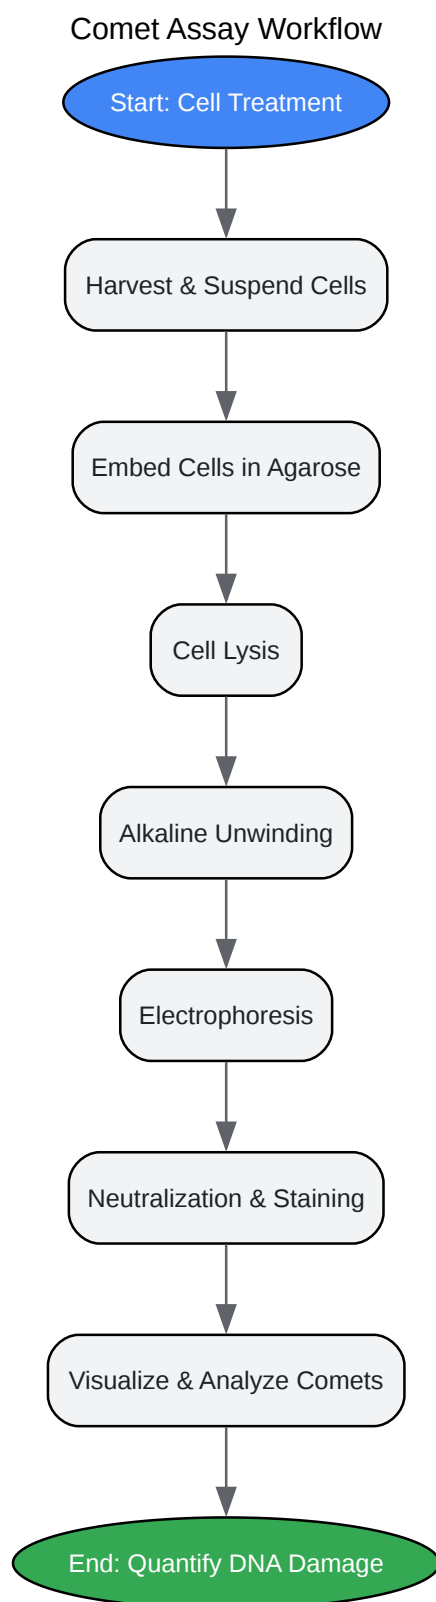 Comet Assay Workflow
Start: Cell Treatment
Harvest & Suspend Cells
Embed Cells in Agarose
Cell Lysis
Alkaline Unwinding
Electrophoresis
Neutralization & Staining
Visualize & Analyze Comets
End: Quantify DNA Damage